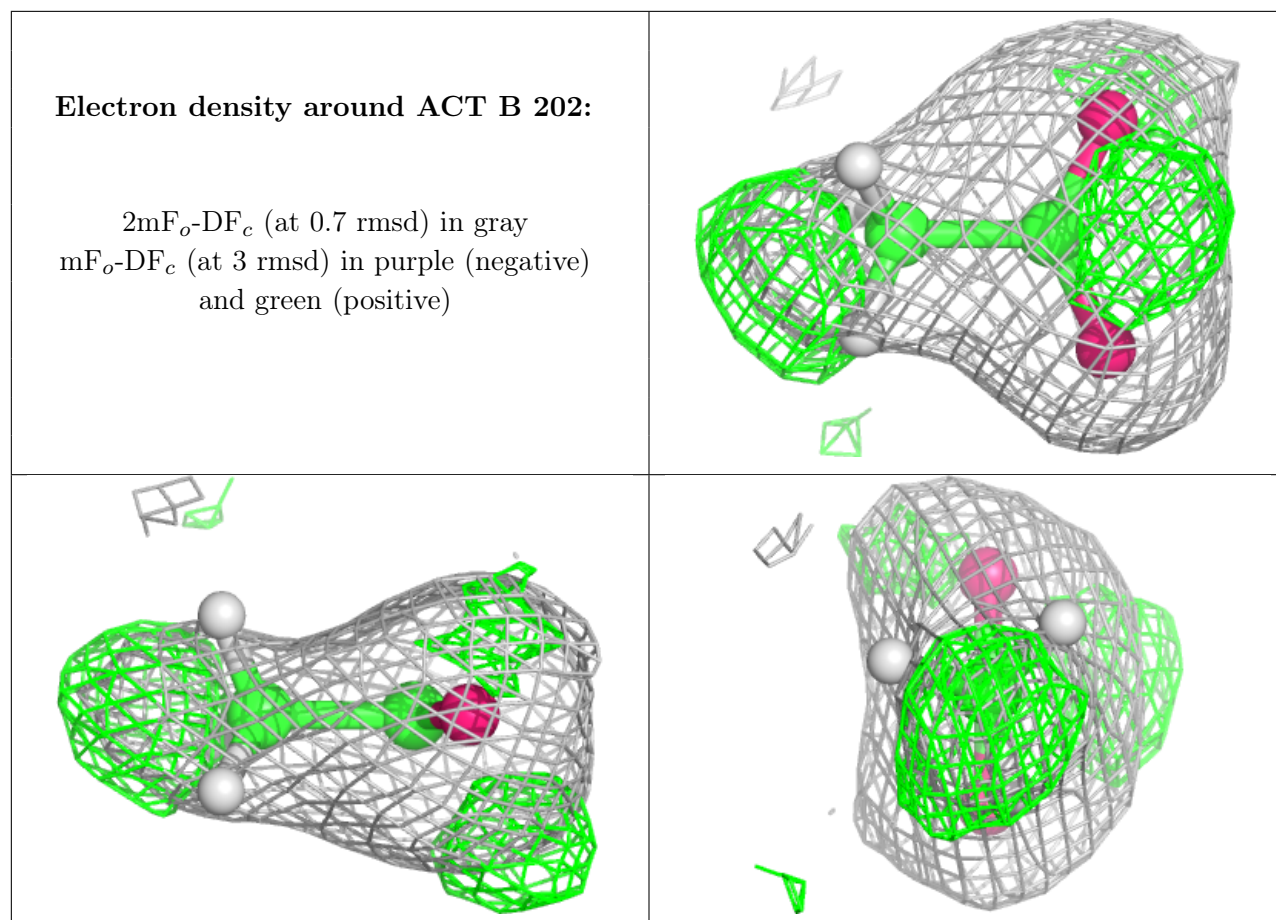 Electron density around ACT B 202:
2mFo-DFc (at 0.7 rmsd) in gray
mFo-DFc (at 3 rmsd) in purple (negative)
and green (positive)